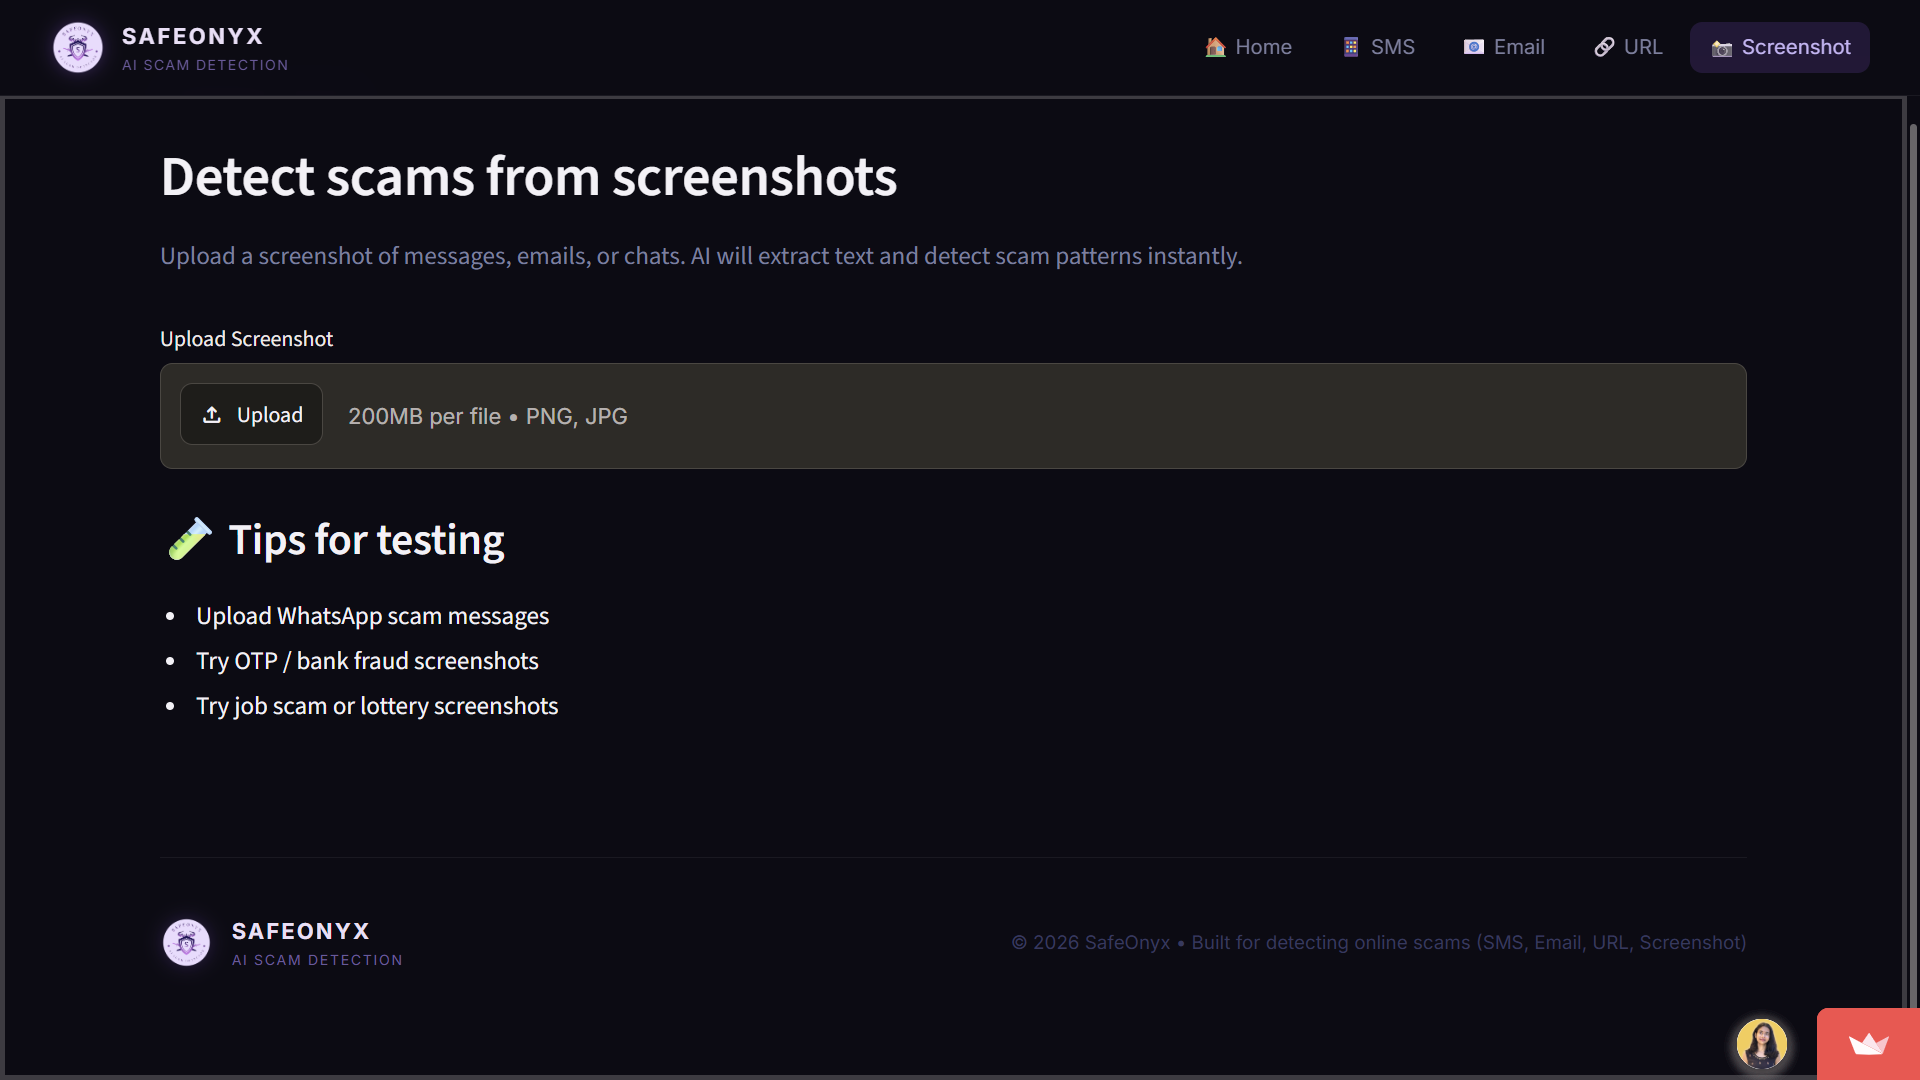 SAFEONYX
AI SCAM DETECTION
Home
SMS
Email
URL
Screenshot
Detect scams from screenshots
Upload a screenshot of messages, emails, or chats. AI will extract text and detect scam patterns instantly.
Upload Screenshot
Upload
200MB per file • PNG, JPG
Tips for testing
• Upload WhatsApp scam messages
• Try OTP / bank fraud screenshots
• Try job scam or lottery screenshots
SAFEONYX
AI SCAM DETECTION
© 2026 SafeOnyx • Built for detecting online scams (SMS, Email, URL, Screenshot)